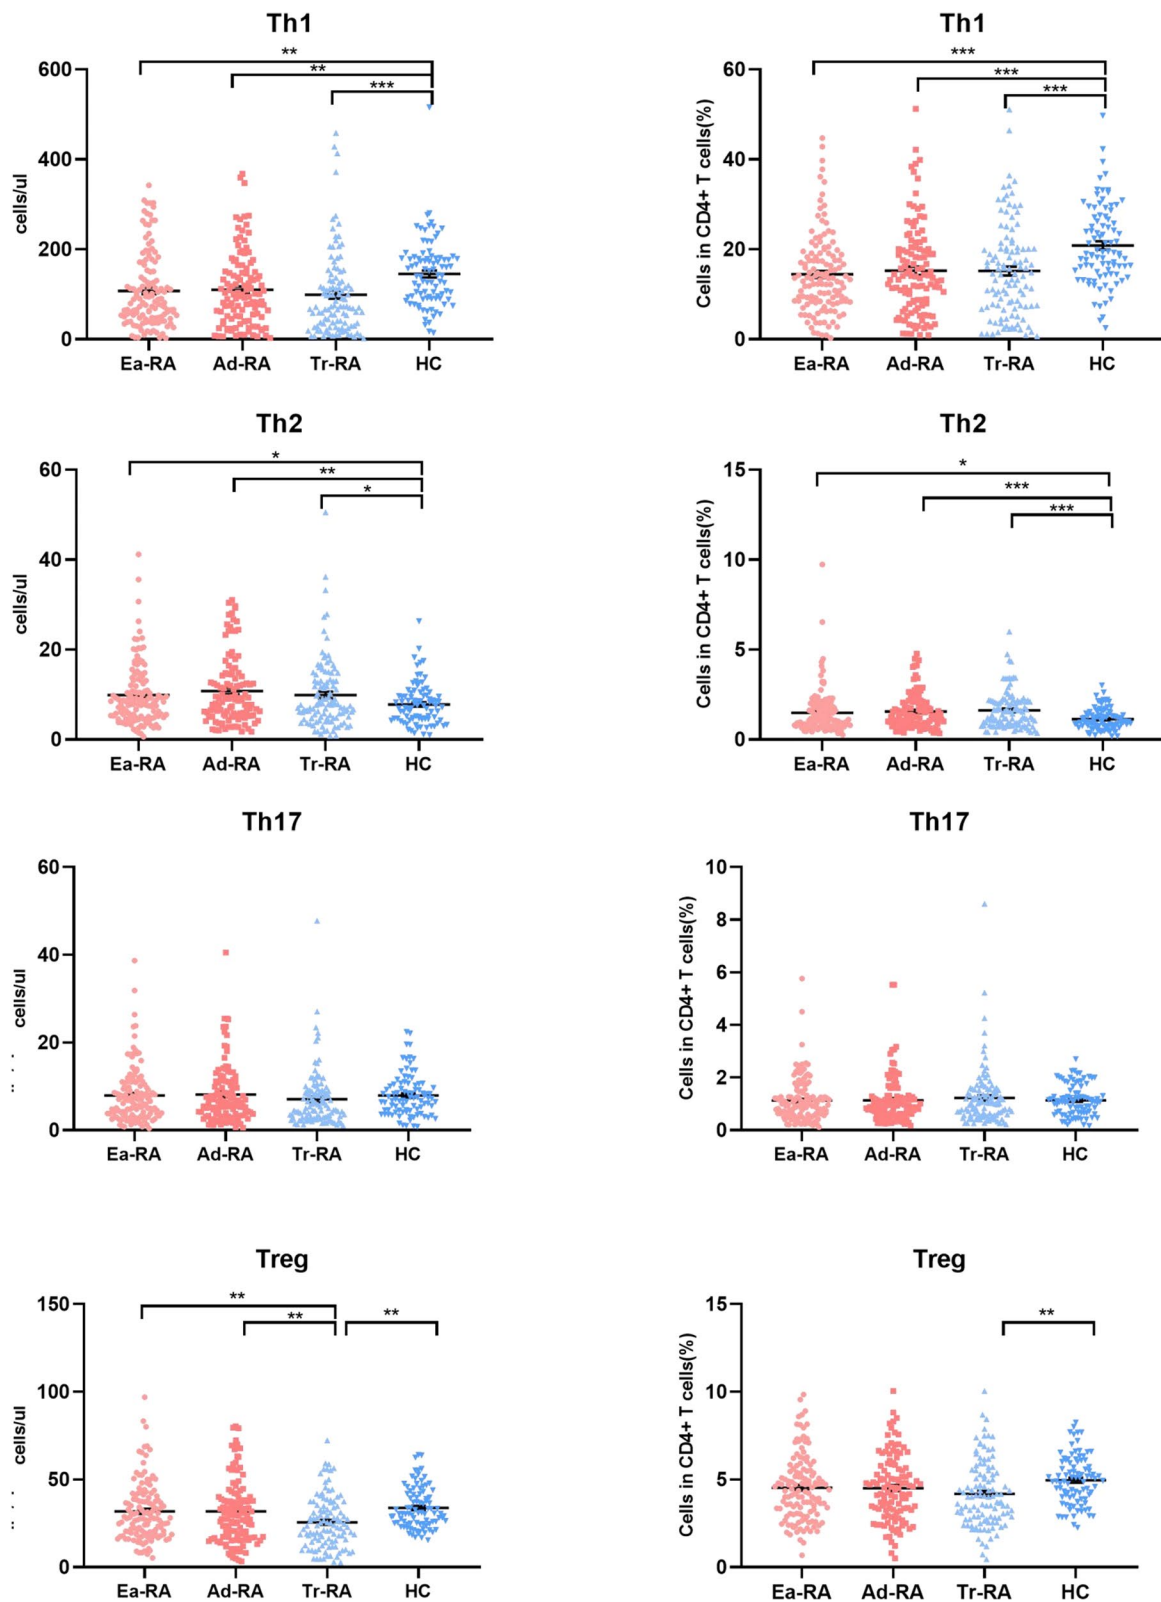 Th1
**
**
***
600
400
200
0
cells/ul
Ea-RA Ad-RA Tr-RA HC
Th1
***
***
***
60
40
20
0
Cells in CD4+ T cells(%)
Ea-RA Ad-RA Tr-RA HC
Th2
*
**
*
60
40
20
0
cells/ul
Ea-RA Ad-RA Tr-RA HC
Th2
*
***
***
15
10
5
0
Cells in CD4+ T cells(%)
Ea-RA Ad-RA Tr-RA HC
Th17
60
40
20
0
cells/ul
Ea-RA Ad-RA Tr-RA HC
Th17
10
8
6
4
2
0
Cells in CD4+ T cells(%)
Ea-RA Ad-RA Tr-RA HC
Treg
**
**
**
150
100
50
0
cells/ul
Ea-RA Ad-RA Tr-RA HC
Treg
**
15
10
5
0
Cells in CD4+ T cells(%)
Ea-RA Ad-RA Tr-RA HC